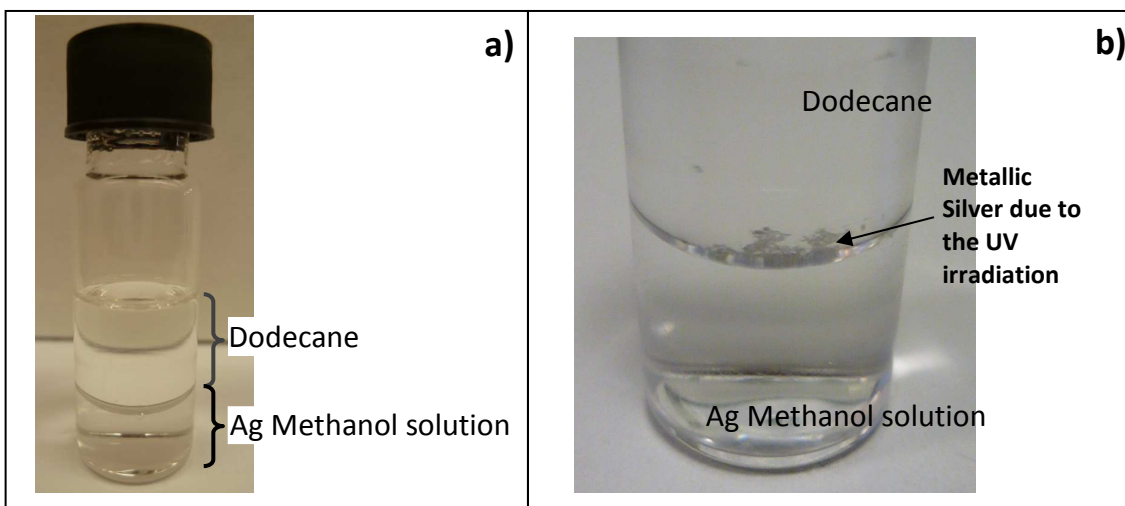 a)
Dodecane
Ag Methanol solution
b)
Dodecane
Metallic
Silver due to
the UV
irradiation
Ag Methanol solution